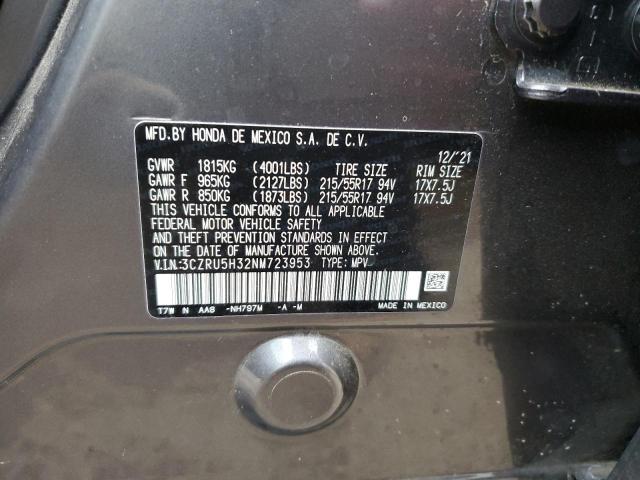 MFD.BY HONDA DE MEXICO S.A. DE C.V.
12/'21
GVWR 1815KG (4001LBS) TIRE SIZE RIM SIZE
GAWR F 965KG (2127LBS) 215/55R17 94V 17X7.5J
GAWR R 850KG (1873LBS) 215/55R17 94V 17X7.5J
THIS VEHICLE CONFORMS TO ALL APPLICABLE
FEDERAL MOTOR VEHICLE SAFETY
AND THEFT PREVENTION STANDARDS IN EFFECT
ON THE DATE OF MANUFACTURE SHOWN ABOVE.
V.I.N.:3CZRU5H32NM723953 TYPE: MPV
T7W N AA8 -NH797M -A -M MADE IN MEXICO